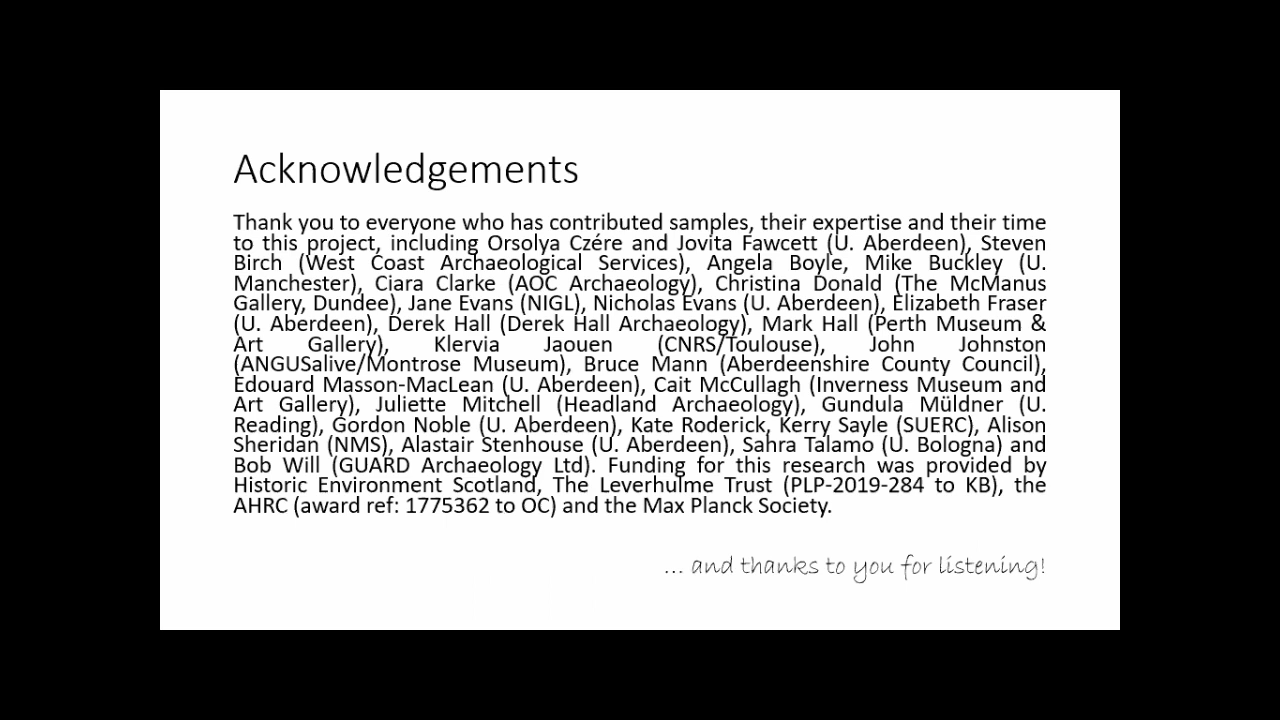 Acknowledgements
Thank you to everyone who has contributed samples, their expertise and their time
to this project, including Orsolya Czére and Jovita Fawcett (U. Aberdeen), Steven
Birch (West Coast Archaeological Services), Angela Boyle, Mike Buckley (U.
Manchester), Ciara Clarke (AOC Archaeology), Christina Donald (The McManus
Gallery, Dundee), Jane Evans (NIGL), Nicholas Evans (U. Aberdeen), Elizabeth Fraser
(U. Aberdeen), Derek Hall (Derek Hall Archaeology), Mark Hall (Perth Museum &
Art Gallery), Klervia Jaouen (CNRS/Toulouse), John Johnston
(ANGUSalive/Montrose Museum), Bruce Mann (Aberdeenshire County Council),
Edouard Masson-MacLean (U. Aberdeen), Cait McCullagh (Inverness Museum and
Art Gallery), Juliette Mitchell (Headland Archaeology), Gundula Müldner (U.
Reading), Gordon Noble (U. Aberdeen), Kate Roderick, Kerry Sayle (SUERC), Alison
Sheridan (NMS), Alastair Stenhouse (U. Aberdeen), Sahra Talamo (U. Bologna) and
Bob Will (GUARD Archaeology Ltd). Funding for this research was provided by
Historic Environment Scotland, The Leverhulme Trust (PLP-2019-284 to KB), the
AHRC (award ref: 1775362 to OC) and the Max Planck Society.
... and thanks to you for listening!